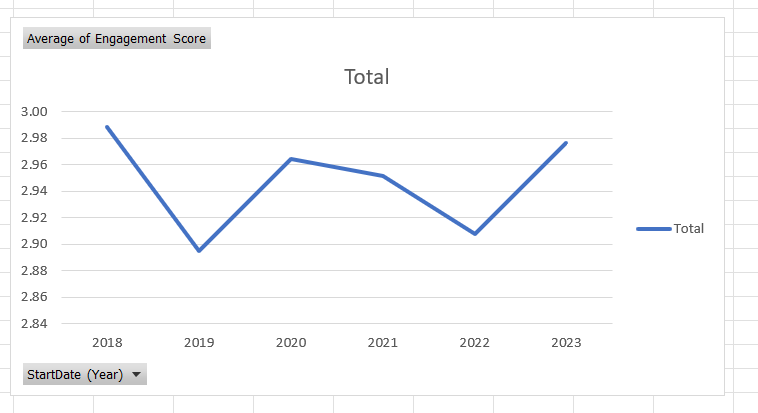 Average of Engagement Score
Total
3.00
2.98
2.96
2.94
2.92
2.90
2.88
2.86
2.84
Total
2018 2019 2020 2021 2022 2023
StartDate (Year)